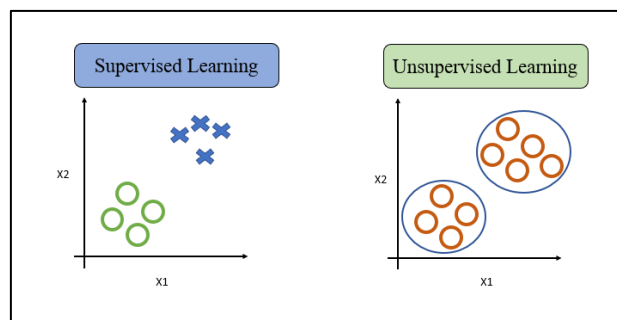 Supervised Learning
Unsupervised Learning
X2
X1
X2
X1